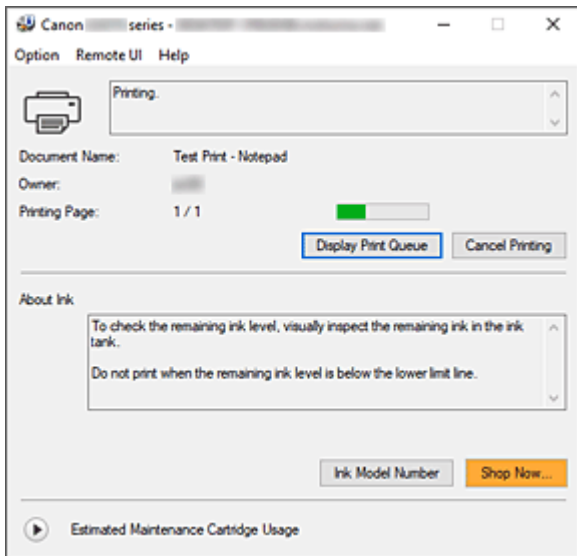 Canon series -
Option Remote UI Help
Printing.
Document Name: Test Print - Notepad
Owner:
Printing Page: 1 / 1
Display Print Queue Cancel Printing
About Ink
To check the remaining ink level, visually inspect the remaining ink in the ink
tank.
Do not print when the remaining ink level is below the lower limit line.
Ink Model Number Shop Now...
Estimated Maintenance Cartridge Usage